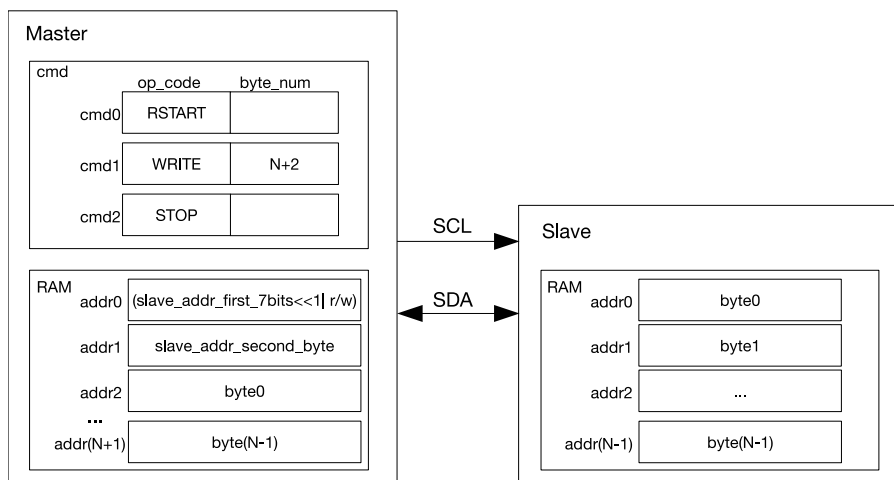 Master
cmd
op_code byte_num
cmd0 RSTART
cmd1 WRITE N+2
cmd2 STOP
RAM
addr0 (slave_addr_first_7bits<<1| r/w)
addr1 slave_addr_second_byte
addr2 byte0
...
addr(N+1) byte(N-1)
SCL
SDA
Slave
RAM
addr0 byte0
addr1 byte1
addr2 ...
addr(N-1) byte(N-1)